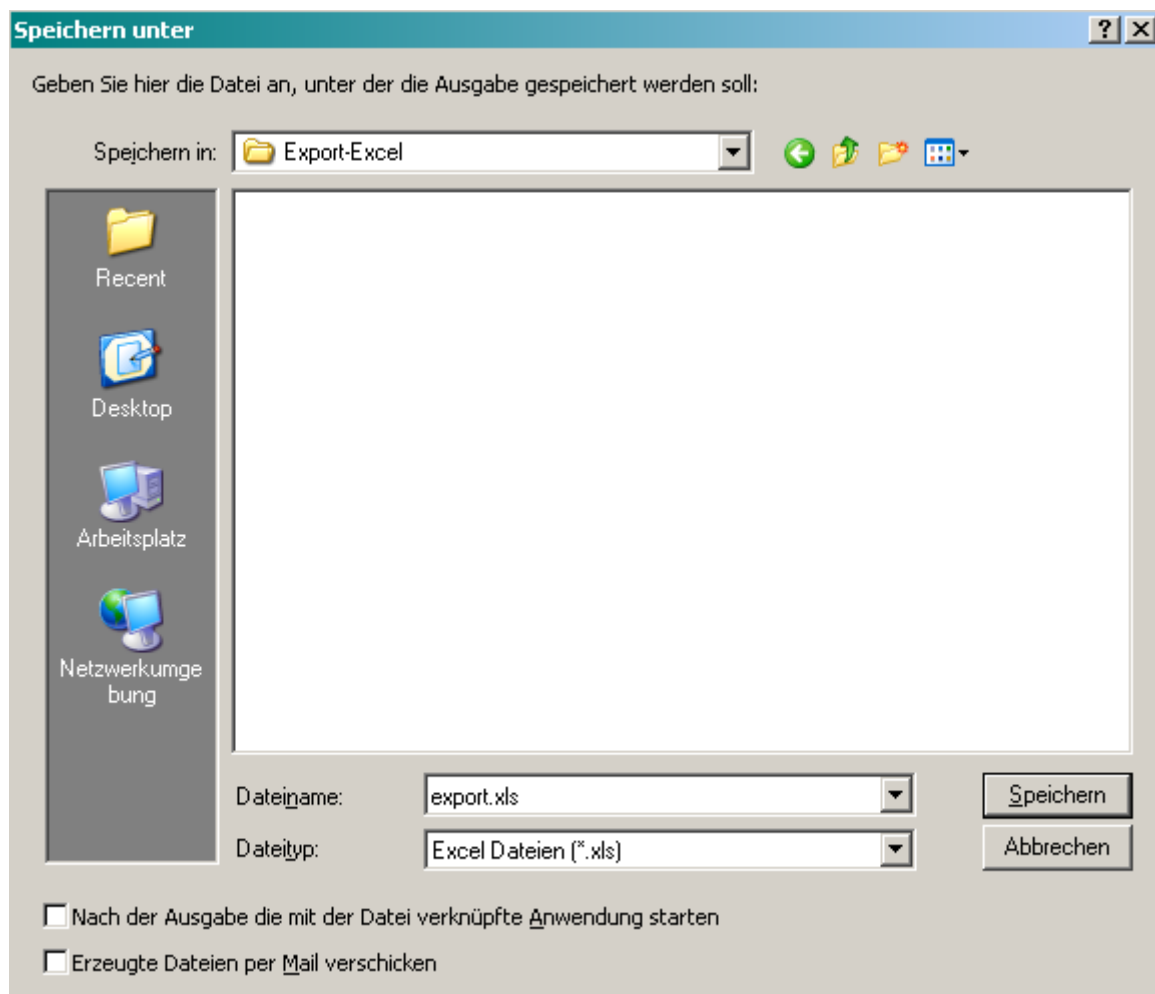 Speichern unter
Geben Sie hier die Datei an, unter der die Ausgabe gespeichert werden soll:
Speichern in:
Export-Excel
Recent
Desktop
Arbeitsplatz
Netzwerkumge
bung
Dateiname:
export.xls
Speichern
Dateityp:
Excel Dateien (*.xls)
Abbrechen
Nach der Ausgabe die mit der Datei verknüpfte Anwendung starten
Erzeugte Dateien per Mail verschicken